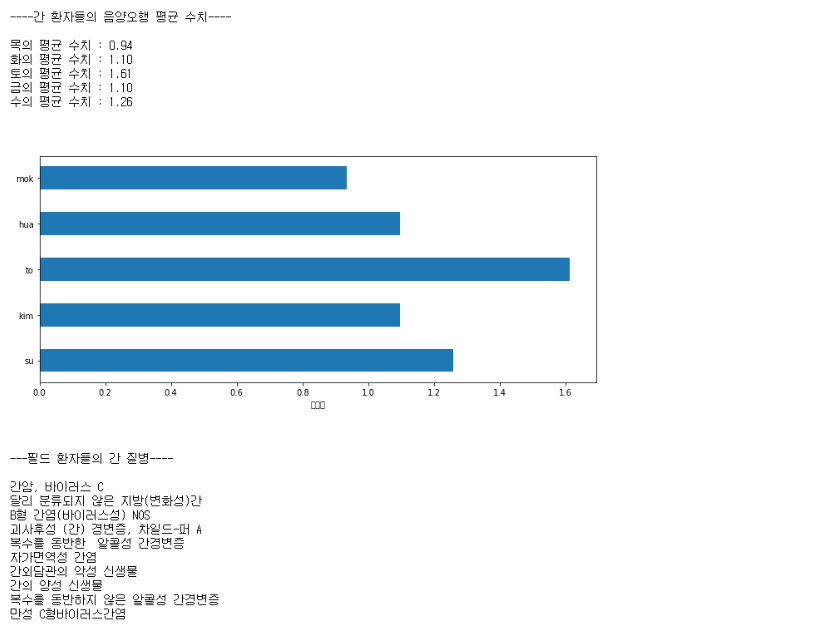 ----간 환자들의 음양오행 평균 수치----
목의 평균 수치 : 0.94
화의 평균 수치 : 1.10
토의 평균 수치 : 1.61
금의 평균 수치 : 1.10
수의 평균 수치 : 1.26
mok
hua
to
kim
su
0.0 0.2 0.4 0.6 0.8 1.0 1.2 1.4 1.6
□□□
---필드 환자들의 간 질병----
간암, 바이러스 C
달리 분류되지 않은 지방(변화성)간
B형 간염(바이러스성) NOS
괴사후성 (간) 경변증, 차일드-퍼 A
복수를 동반한  알콜성 간경변증
자가면역성 간염
간외담관의 악성 신생물
간의 양성 신생물
복수를 동반하지 않은 알콜성 간경변증
만성 C형바이러스간염